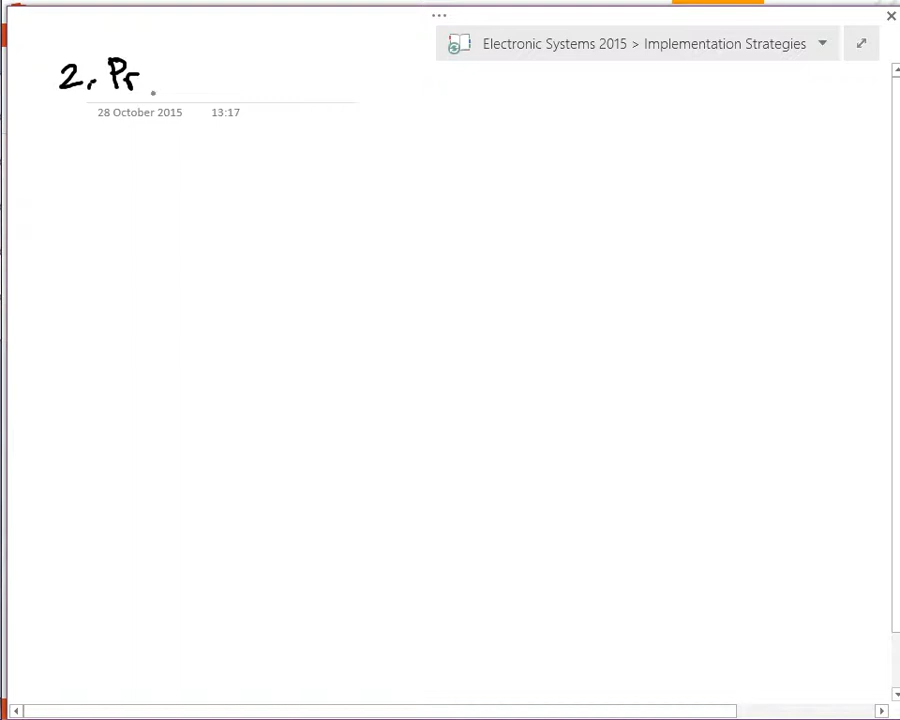 Electronic Systems 2015 > Implementation Strategies
2. Pr
28 October 2015 13:17